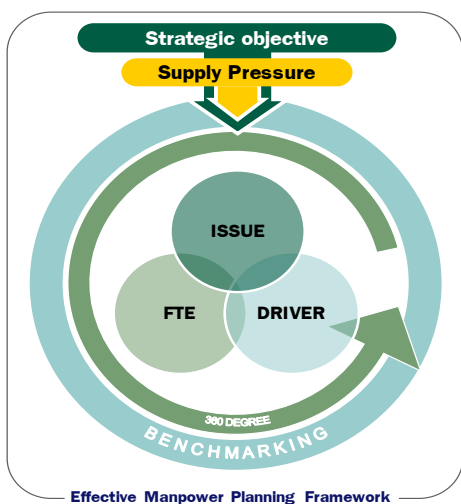 Strategic objective
Supply Pressure
ISSUE
FTE
DRIVER
360 DEGREE
BENCHMARKING
Effective Manpower Planning Framework